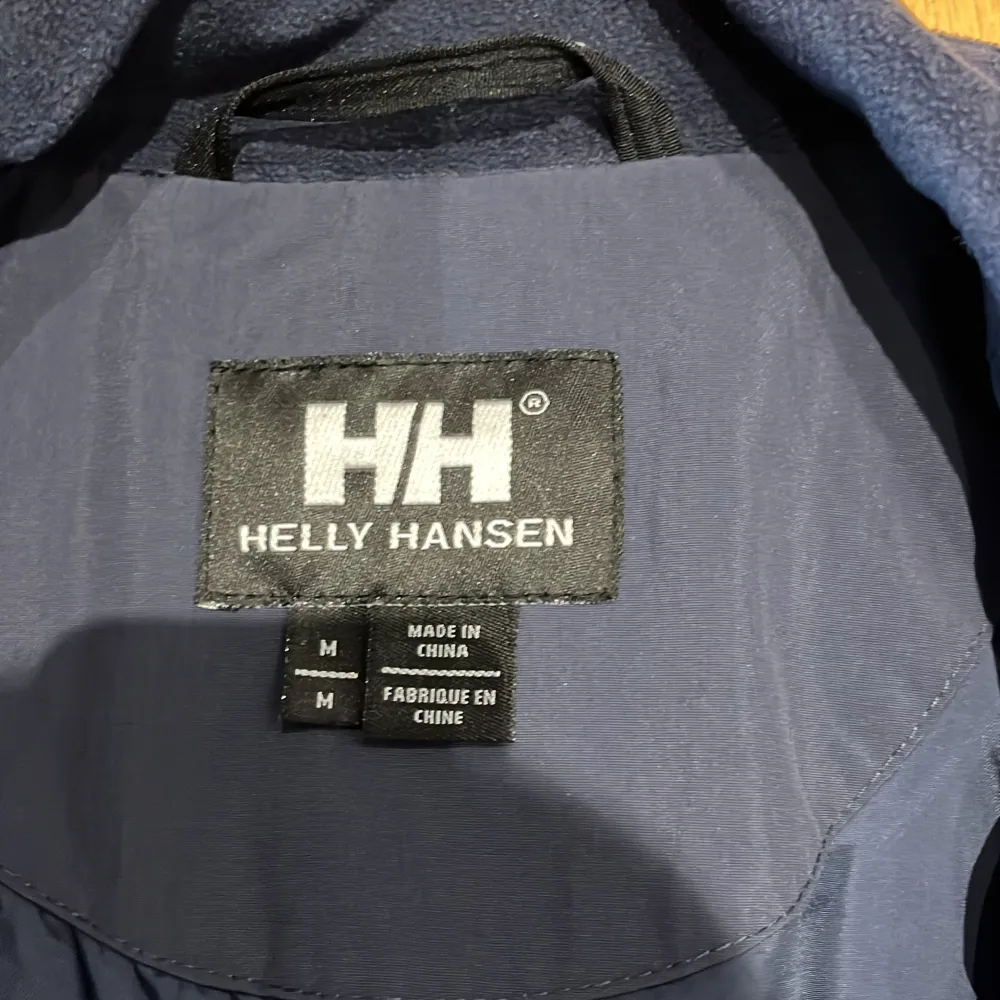 HH®
HELLY HANSEN
M
M
MADE IN
CHINA
FABRIQUE EN
CHINE